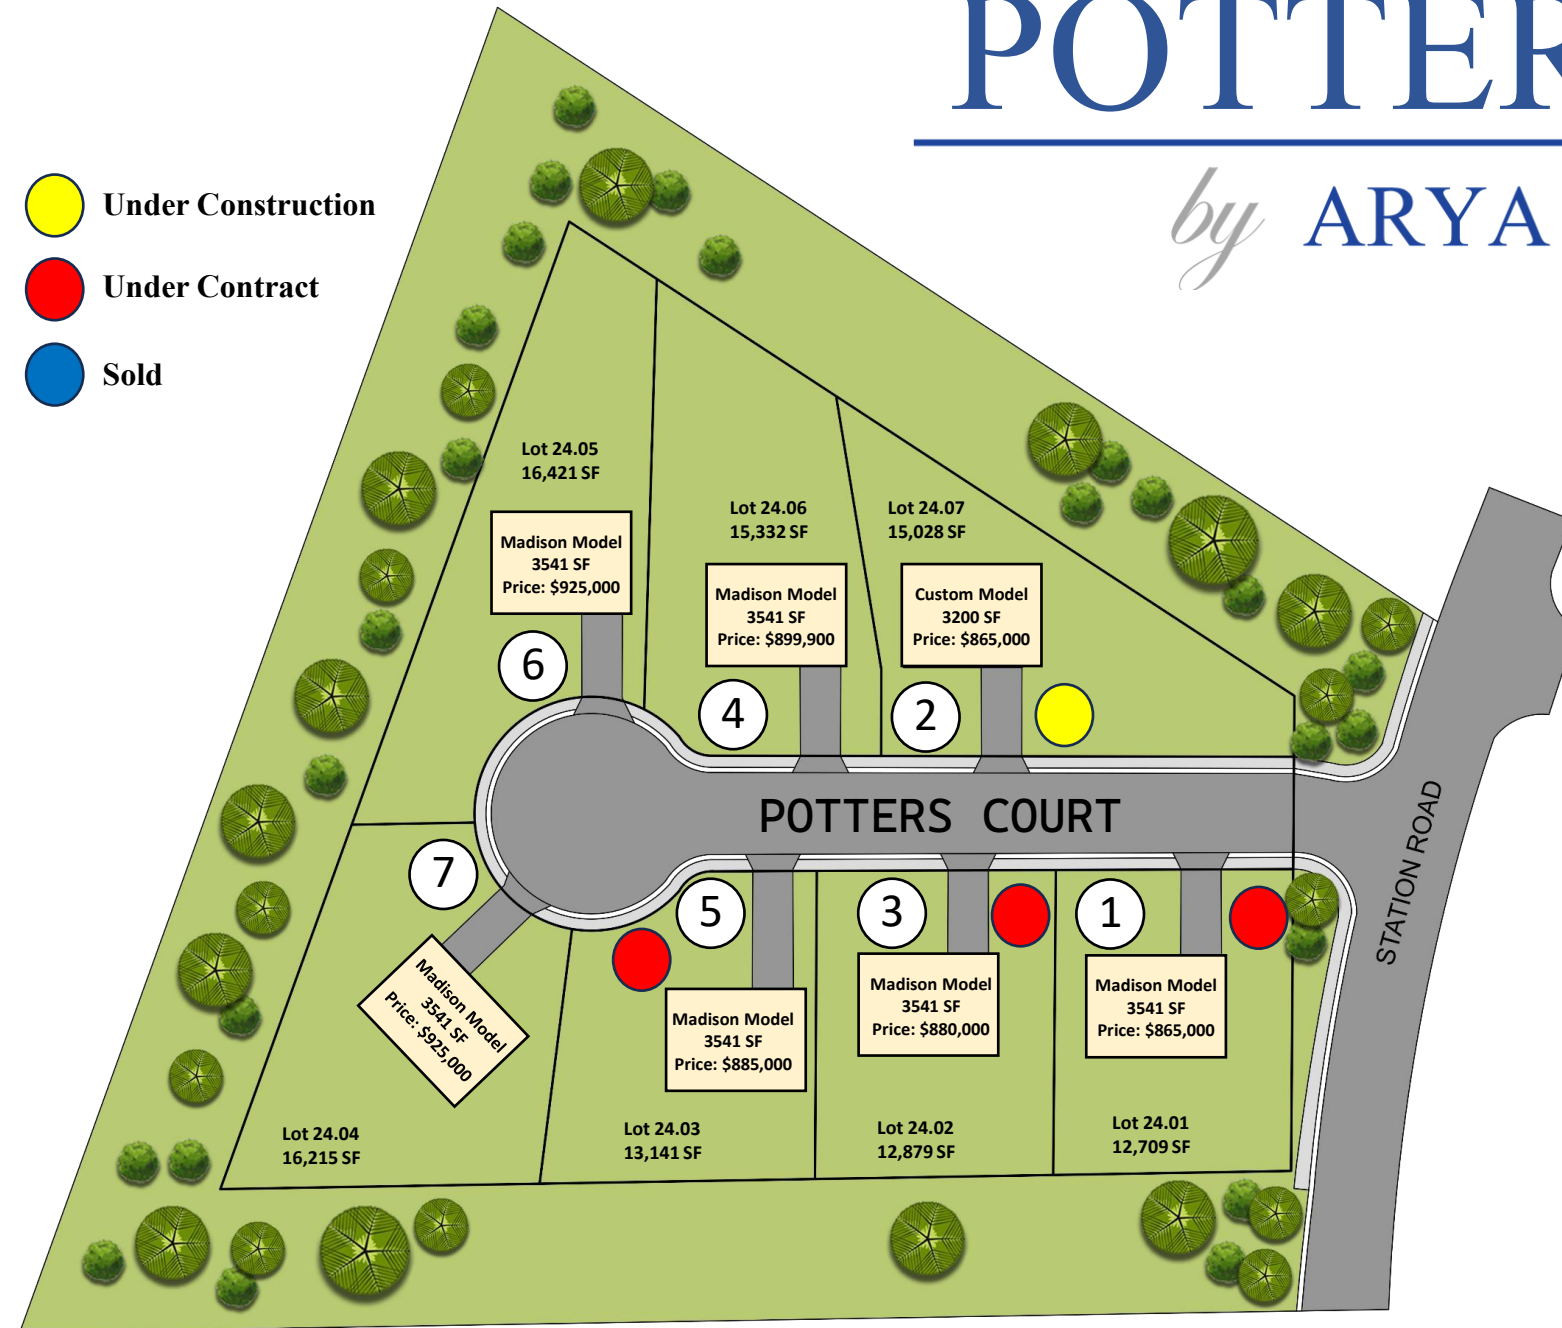 POTTER
by ARYA
Under Construction
Under Contract
Sold
Lot 24.05
16,421 SF
Madison Model
3541 SF
Price: $925,000
6
Lot 24.06
15,332 SF
Madison Model
3541 SF
Price: $899,900
4
Lot 24.07
15,028 SF
Custom Model
3200 SF
Price: $865,000
2
POTTERS COURT
STATION ROAD
7
Madison Model
3541 SF
Price: $925,000
Lot 24.04
16,215 SF
5
Madison Model
3541 SF
Price: $885,000
Lot 24.03
13,141 SF
3
Madison Model
3541 SF
Price: $880,000
Lot 24.02
12,879 SF
1
Madison Model
3541 SF
Price: $865,000
Lot 24.01
12,709 SF